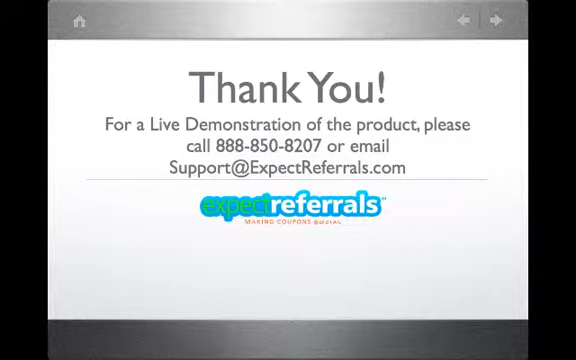 Thank You!
For a Live Demonstration of the product, please
call 888-850-8207 or email
Support@ExpectReferrals.com
expectreferrals™
MAKING COUPONS SOCIAL